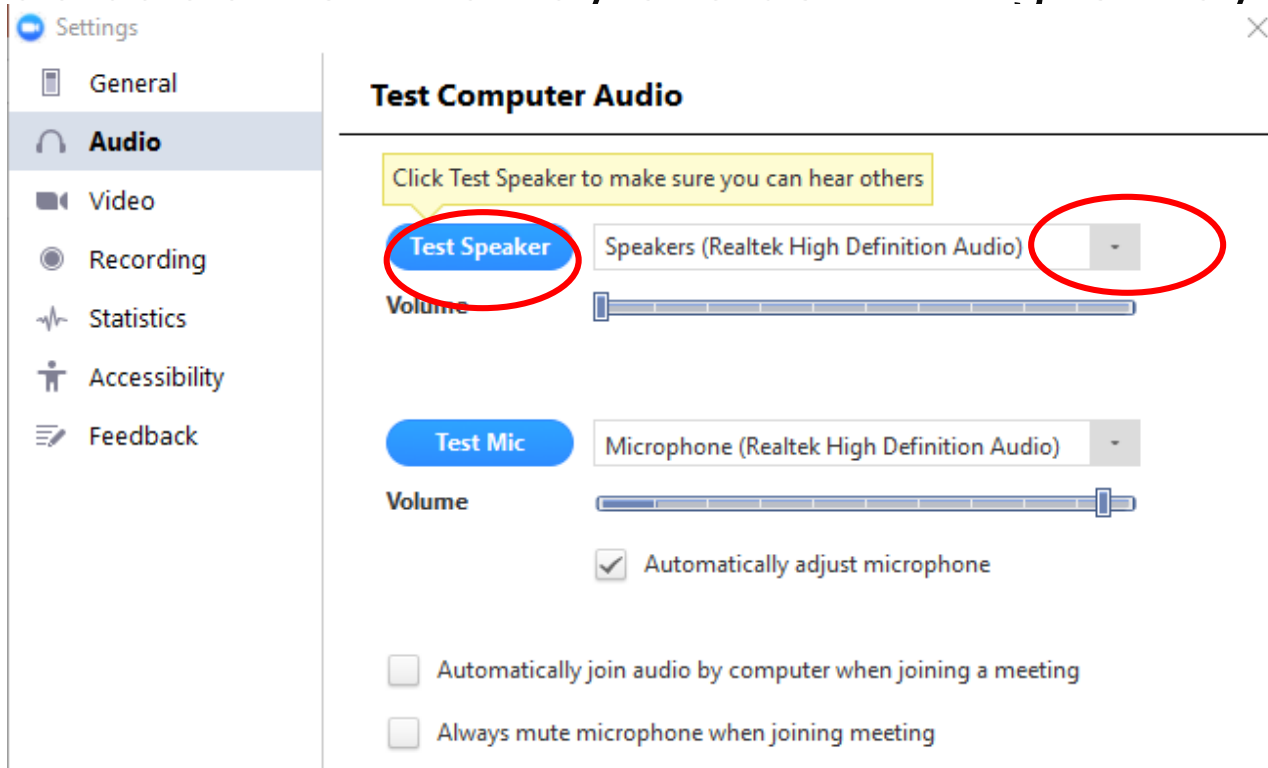 Settings
General
Test Computer Audio
Audio
Click Test Speaker to make sure you can hear others
Video
Test Speaker
Speakers (Realtek High Definition Audio)
Recording
Volume
Statistics
Accessibility
Feedback
Test Mic
Microphone (Realtek High Definition Audio)
Volume
Automatically adjust microphone
Automatically join audio by computer when joining a meeting
Always mute microphone when joining meeting